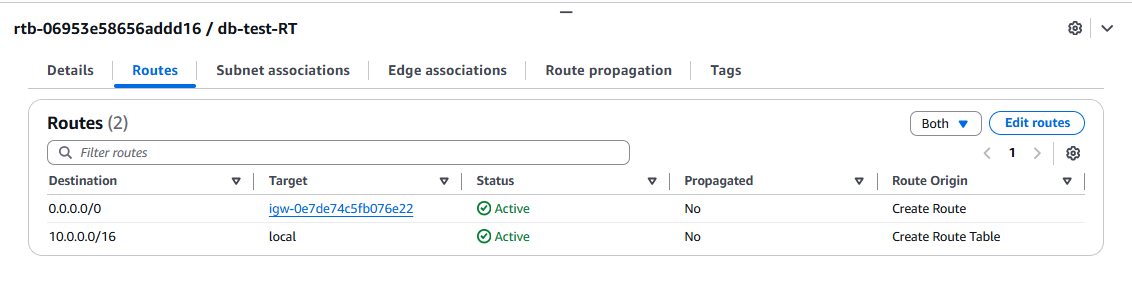 rtb-06953e58656addd16 / db-test-RT
Details Routes Subnet associations Edge associations Route propagation Tags
Routes (2) Both Edit routes
Filter routes 1
Destination Target Status Propagated Route Origin
0.0.0.0/0 igw-0e7de74c5fb076e22 Active No Create Route
10.0.0.0/16 local Active No Create Route Table